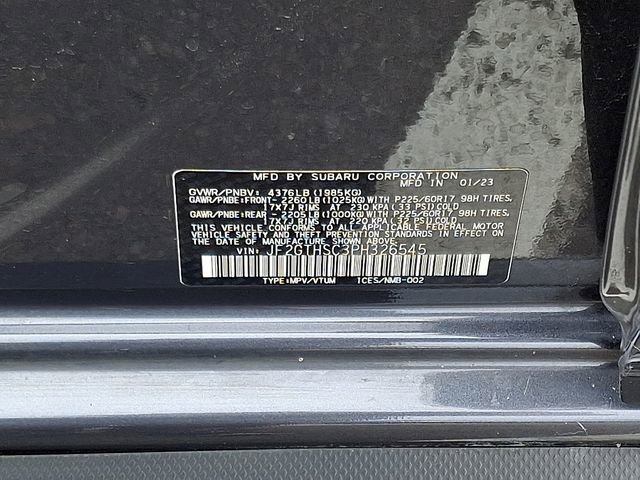 MFD BY SUBARU CORPORATION
MFD IN 01/23
GVWR/PNBV: 4376LB(1985KG)
GAWR/PNBE:FRONT- 2260LB(1025KG)WITH P225/60R17 98H TIRES,
17X7J RIMS AT 230 KPA(33 PSI)COLD
GAWR/PNBE:REAR - 2205LB(1000KG)WITH P225/60R17 98H TIRES,
17X7J RIMS AT 220 KPA(32 PSI)COLD
THIS VEHICLE CONFORMS TO ALL APPLICABLE FEDERAL MOTOR
VEHICLE SAFETY AND THEFT PREVENTION STANDARDS IN
EFFECT ON THE DATE OF MANUFACTURE SHOWN ABOVE.
VIN: JF2GTHSC3PH326545
TYPE:MPV/VTUM ICES/NMB-002